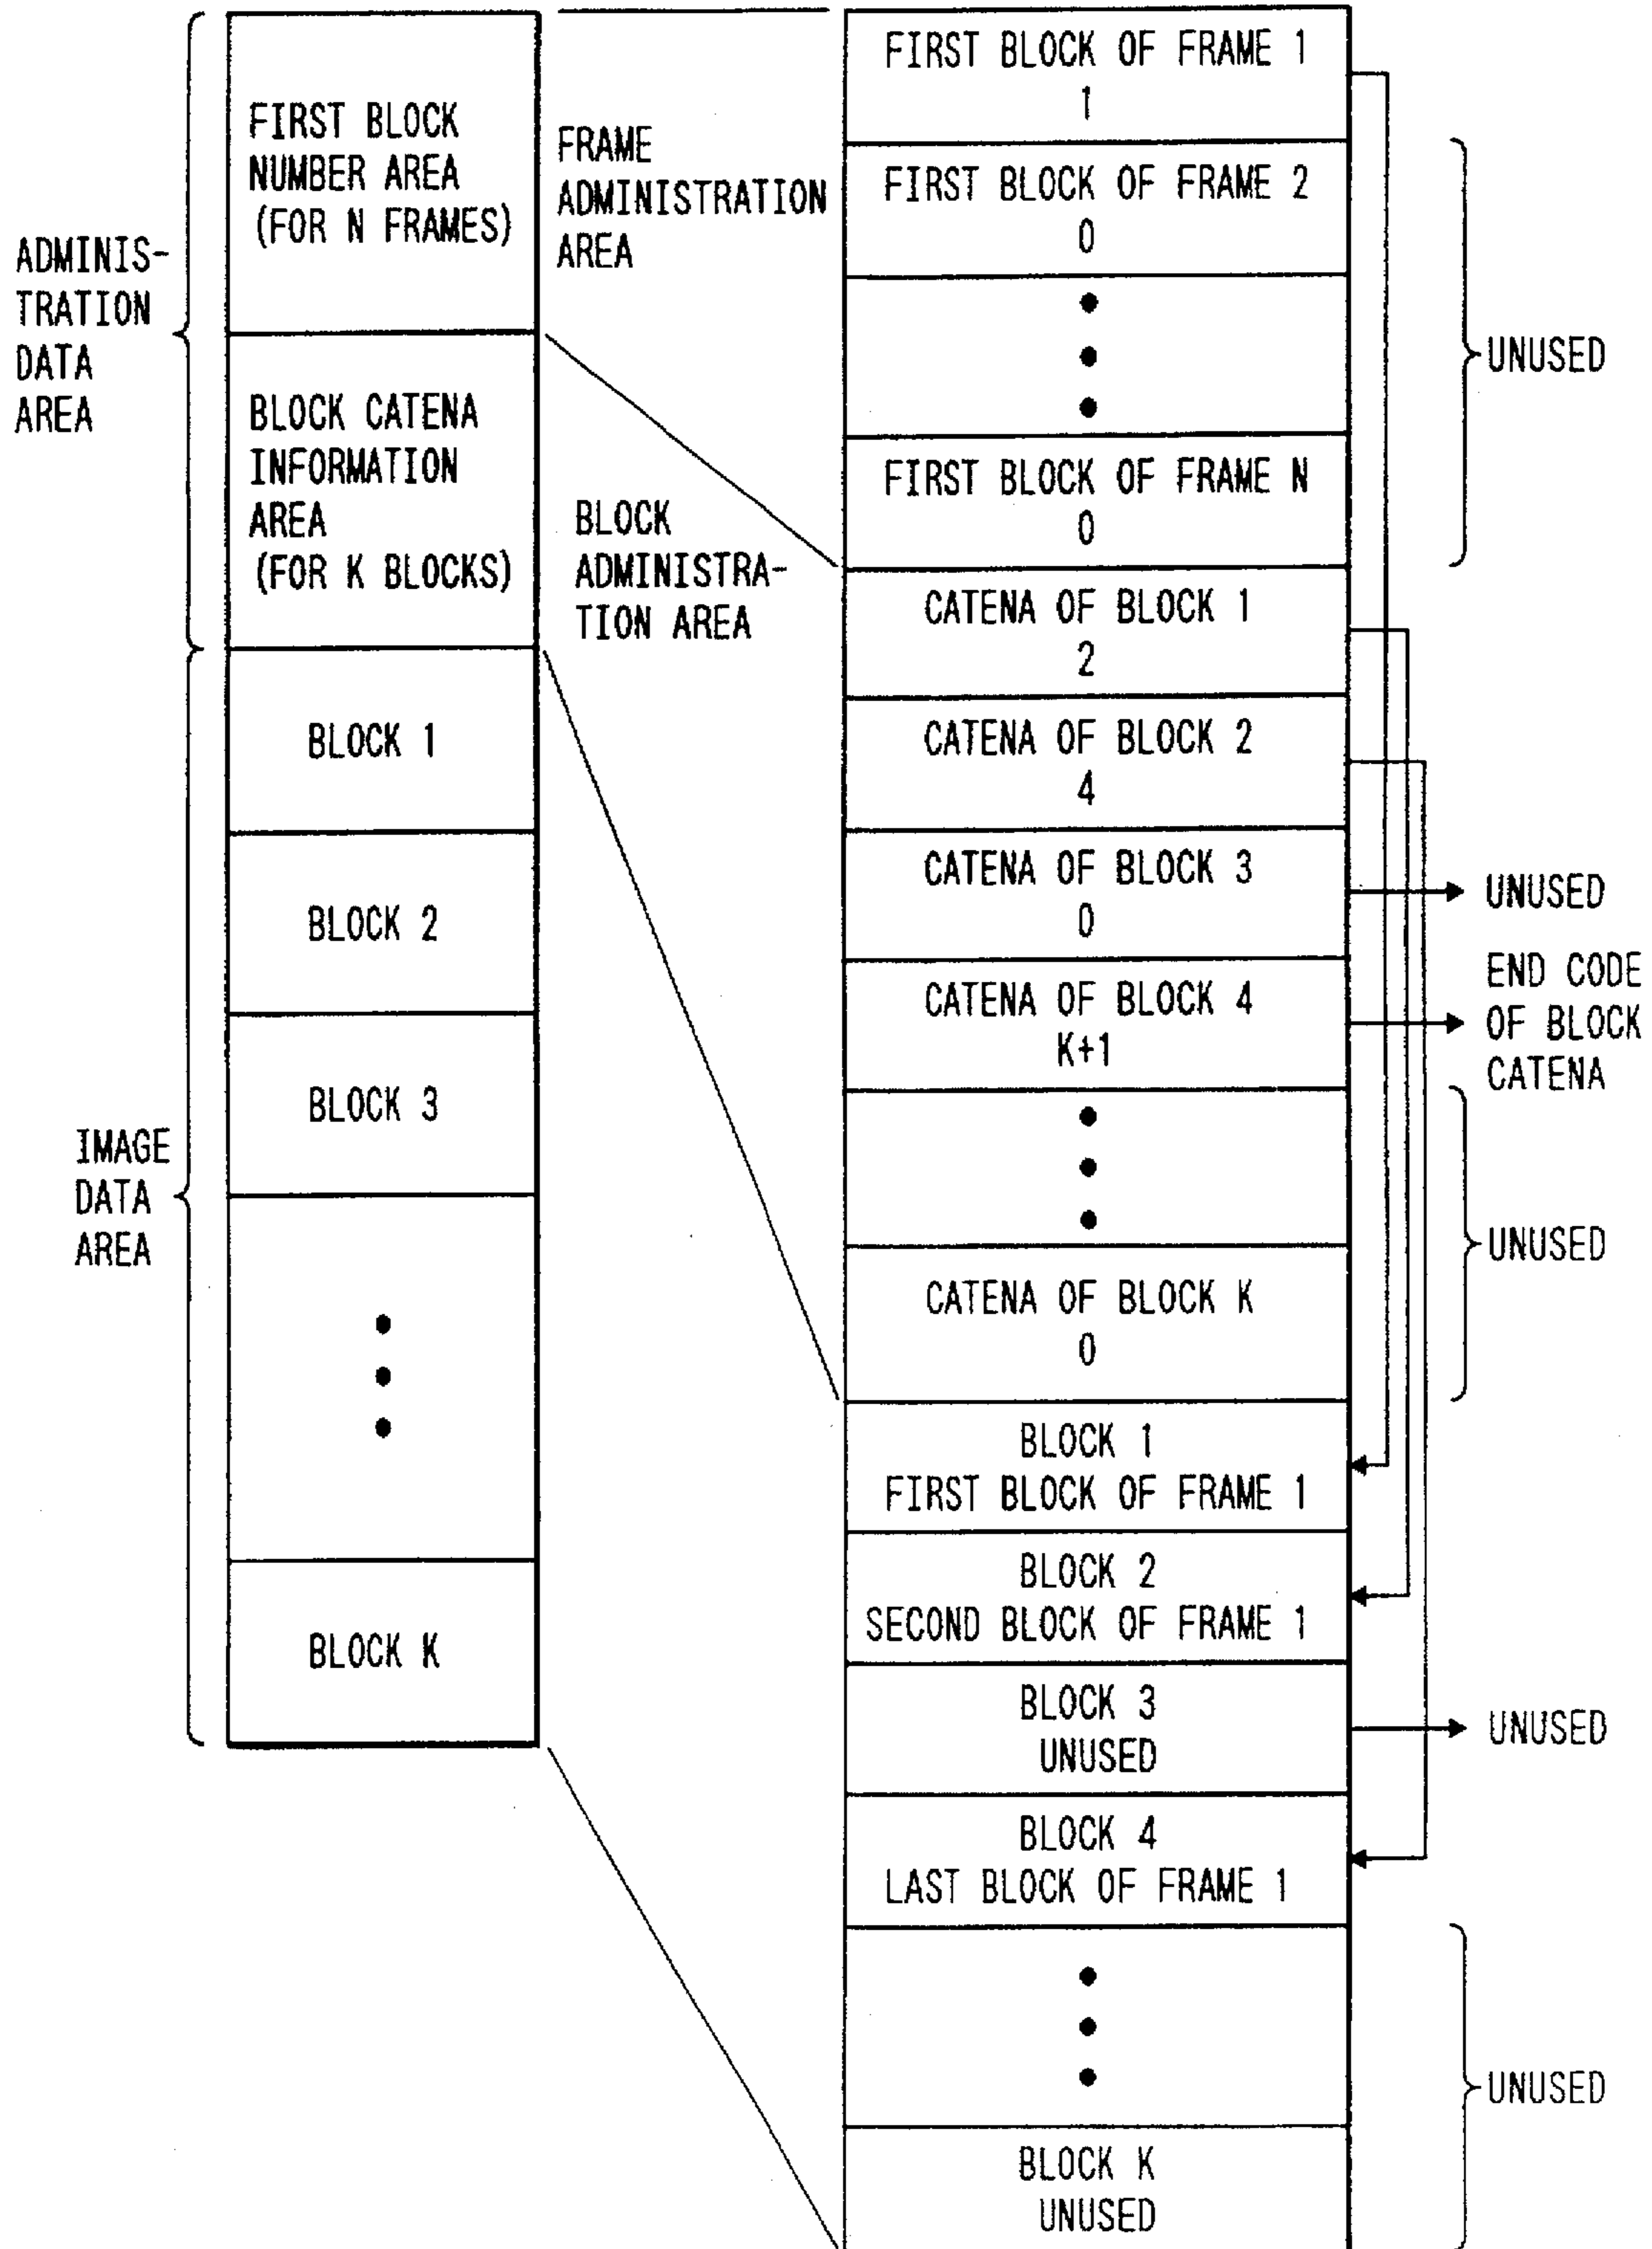 ADMINIS-
TRATION
DATA
AREA
FIRST BLOCK
NUMBER AREA
(FOR N FRAMES)
BLOCK CATENA
INFORMATION
AREA
(FOR K BLOCKS)
IMAGE
DATA
AREA
BLOCK 1
BLOCK 2
BLOCK 3
BLOCK K
FRAME
ADMINISTRATION
AREA
BLOCK
ADMINISTRA-
TION AREA
FIRST BLOCK OF FRAME 1
1
FIRST BLOCK OF FRAME 2
0
FIRST BLOCK OF FRAME N
0
UNUSED
CATENA OF BLOCK 1
2
CATENA OF BLOCK 2
4
CATENA OF BLOCK 3
0
UNUSED
CATENA OF BLOCK 4
K+1
END CODE
OF BLOCK
CATENA
CATENA OF BLOCK K
0
UNUSED
BLOCK 1
FIRST BLOCK OF FRAME 1
BLOCK 2
SECOND BLOCK OF FRAME 1
BLOCK 3
UNUSED
UNUSED
BLOCK 4
LAST BLOCK OF FRAME 1
BLOCK K
UNUSED
UNUSED